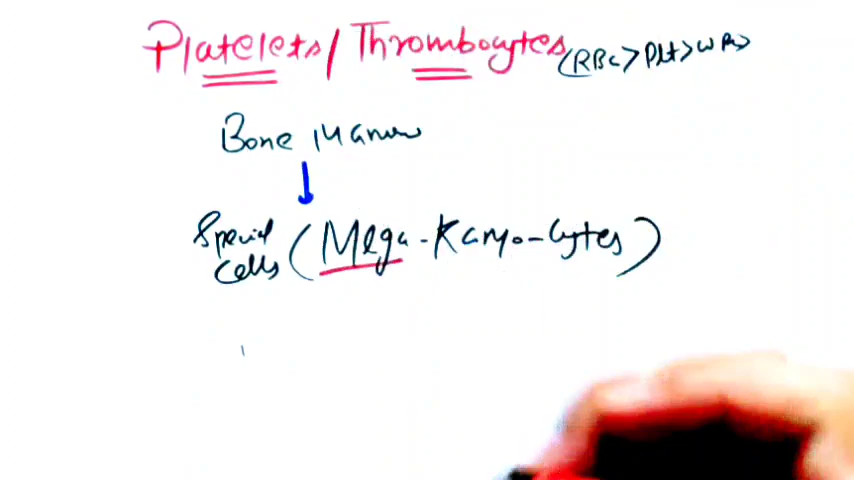 Platelets/Thrombocytes (RBC>Plt>WBC)
Bone Marrow
Special Cells (Mega-Karyo-Cytes)